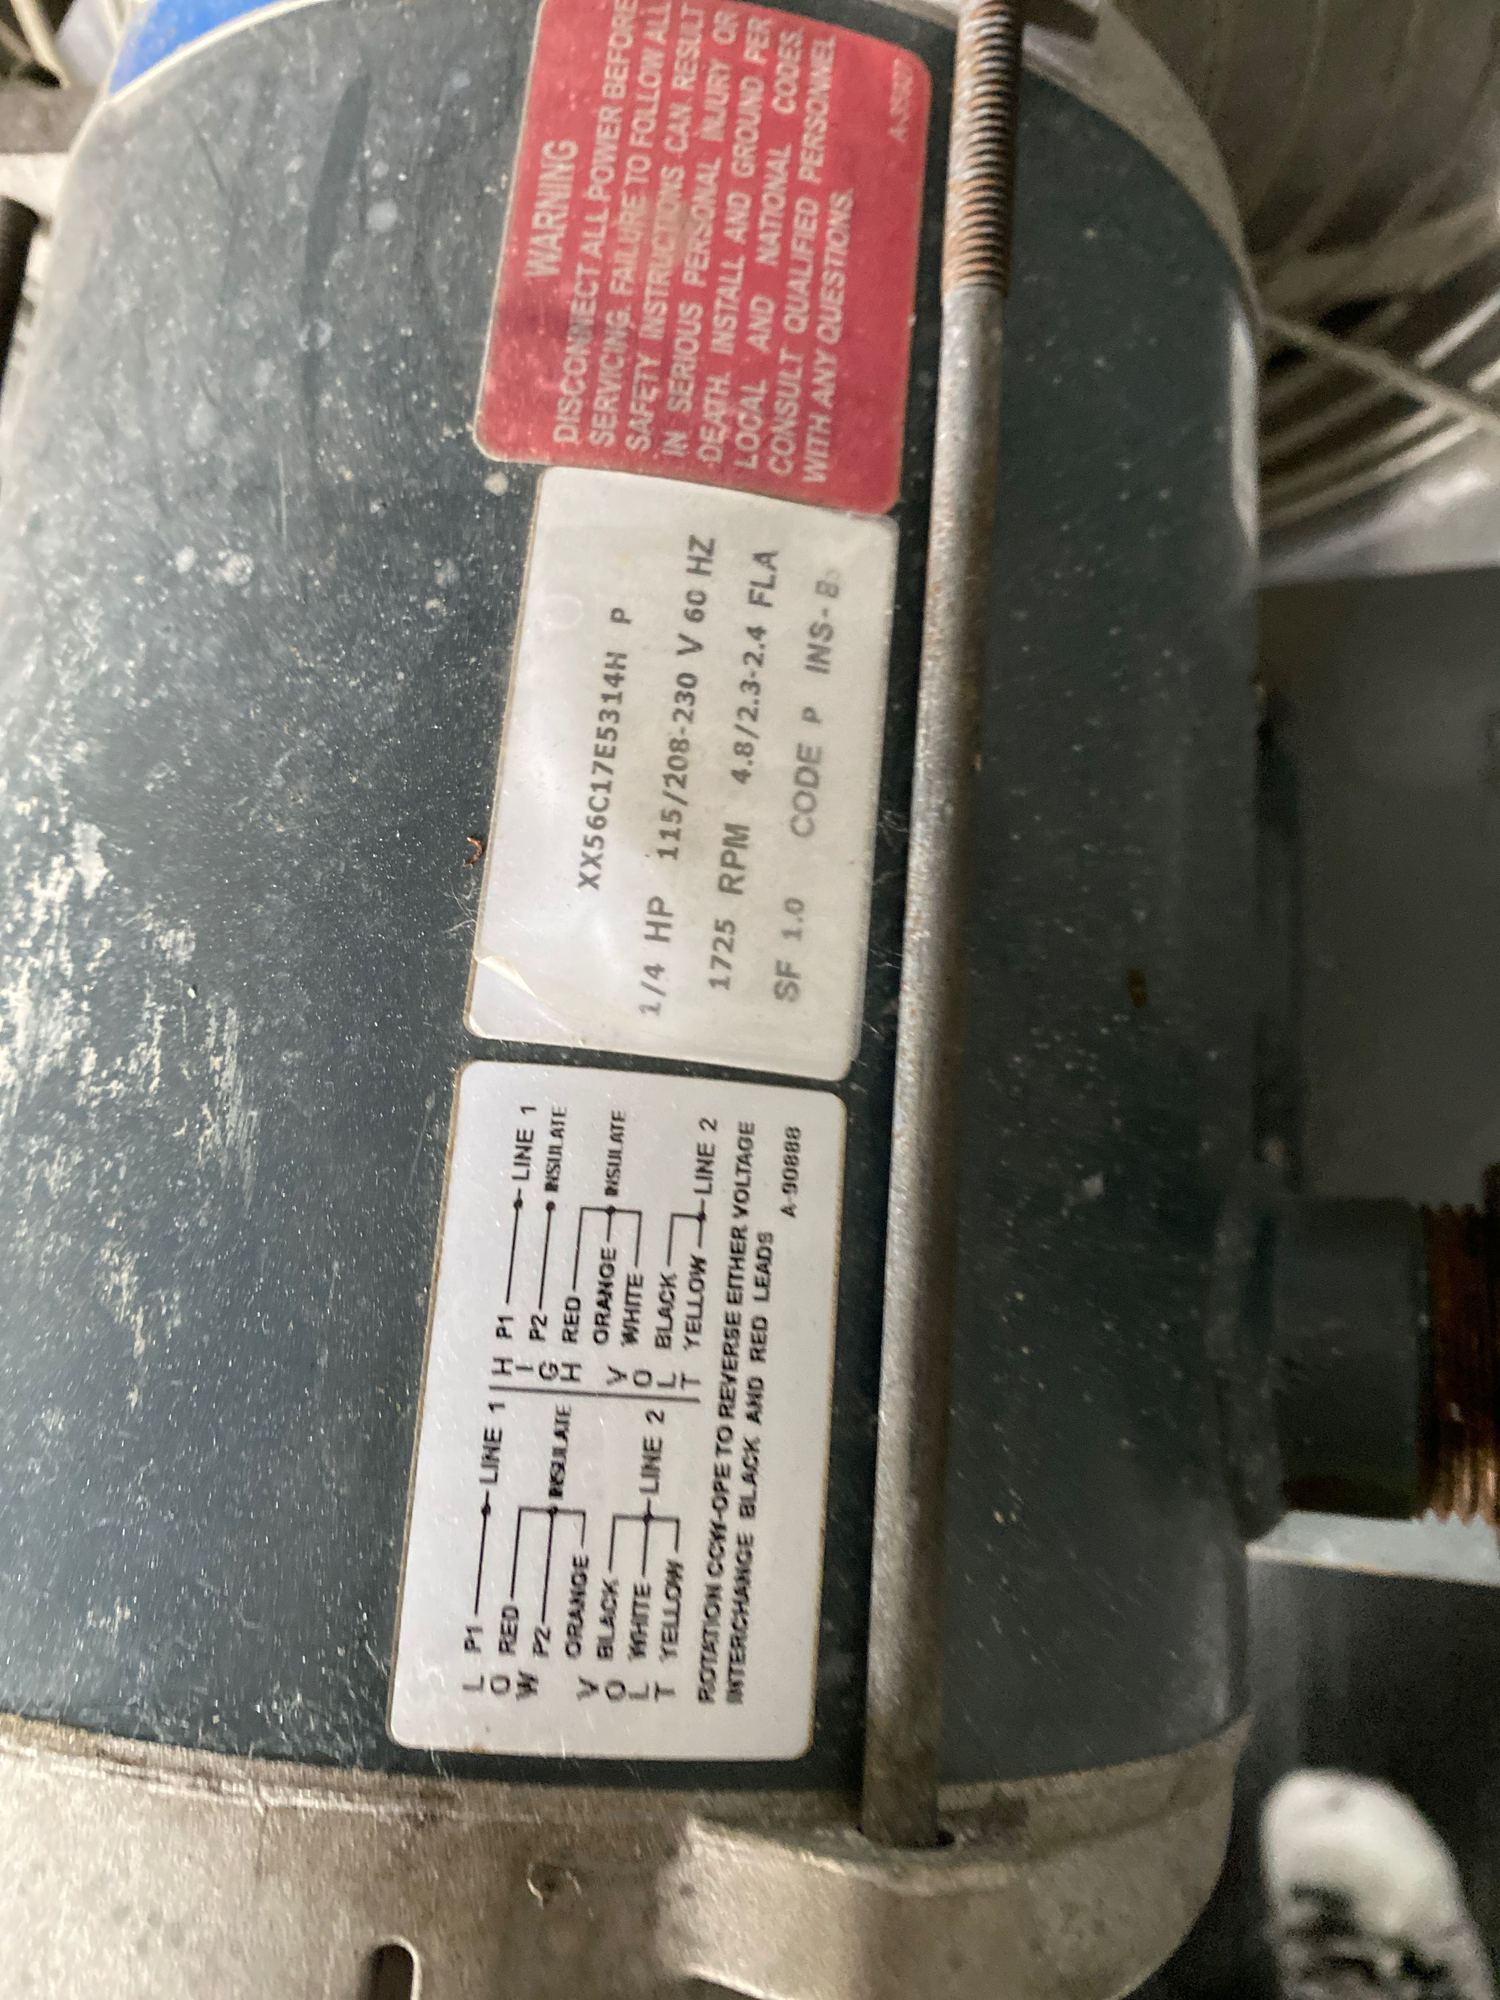 WARNING
DISCONNECT ALL POWER BEFORE
SERVICING. FAILURE TO FOLLOW ALL
SAFETY INSTRUCTIONS CAN RESULT
IN SERIOUS PERSONAL INJURY OR
DEATH. INSTALL AND GROUND PER
LOCAL AND NATIONAL CODES.
CONSULT QUALIFIED PERSONNEL
WITH ANY QUESTIONS.
XX56C17E5314H P
1/4 HP 115/208-230 V 60 HZ
1725 RPM 4.8/2.3-2.4 FLA
SF 1.0 CODE P INS-B
LOW VOLT
P1 LINE 1
RED
P2 INSULATE
ORANGE
BLACK
WHITE LINE 2
YELLOW
HIGH VOLT
P1 LINE 1
P2 INSULATE
RED
ORANGE INSULATE
WHITE
BLACK
YELLOW LINE 2
ROTATION CCW-OPE TO REVERSE EITHER VOLTAGE
INTERCHANGE BLACK AND RED LEADS
A-90888